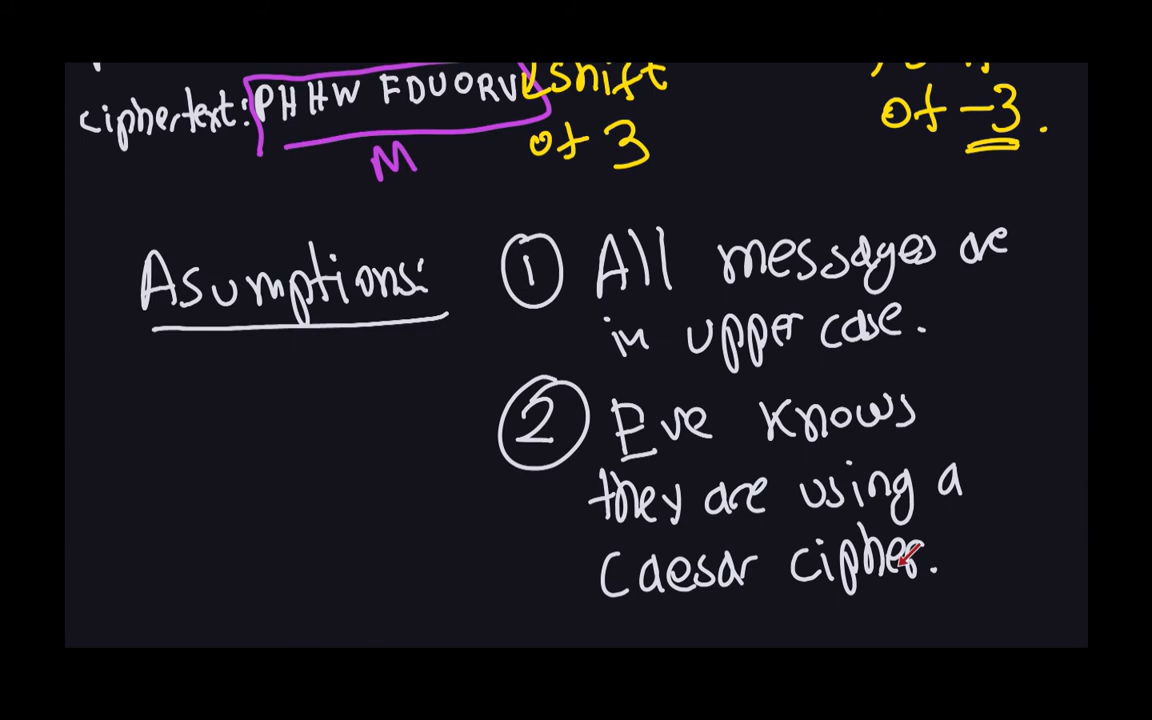 ciphertext: PHHW FDUORV shift
of 3
of -3.
M
Asumptions:
① All messages are
in upper case.
② Eve knows
they are using a
Caesar cipher.